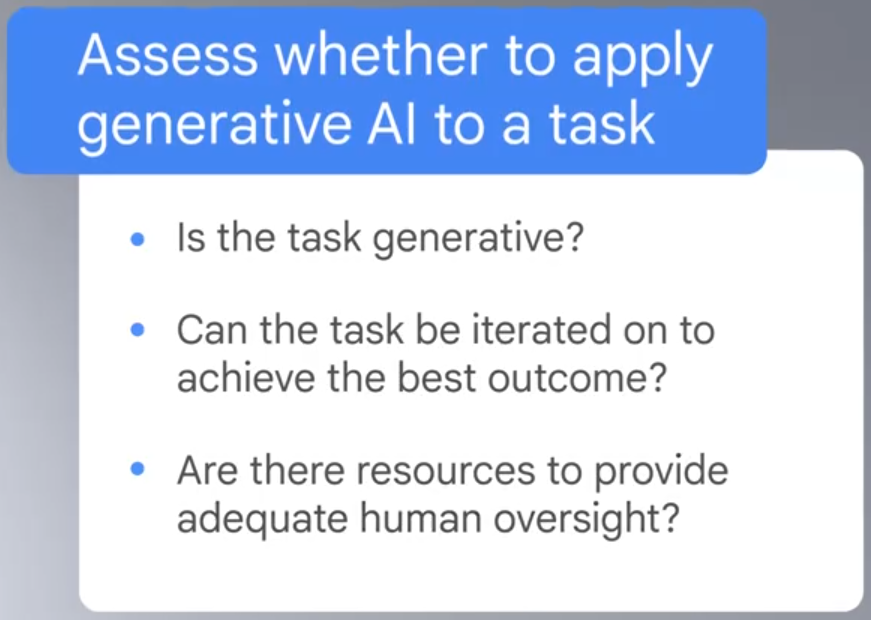 Assess whether to apply
generative AI to a task
• Is the task generative?
• Can the task be iterated on to
achieve the best outcome?
• Are there resources to provide
adequate human oversight?